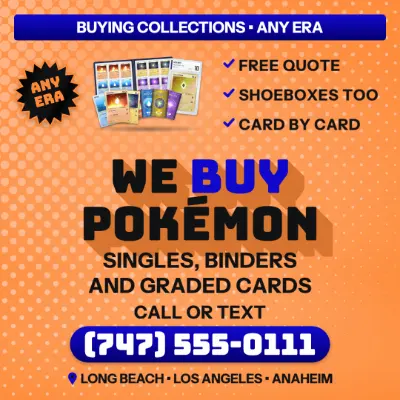 BUYING COLLECTIONS • ANY ERA
ANY
ERA
FREE QUOTE
SHOEBOXES TOO
CARD BY CARD
WE BUY
POKÉMON
SINGLES, BINDERS
AND GRADED CARDS
CALL OR TEXT
(747) 555-0111
LONG BEACH • LOS ANGELES • ANAHEIM